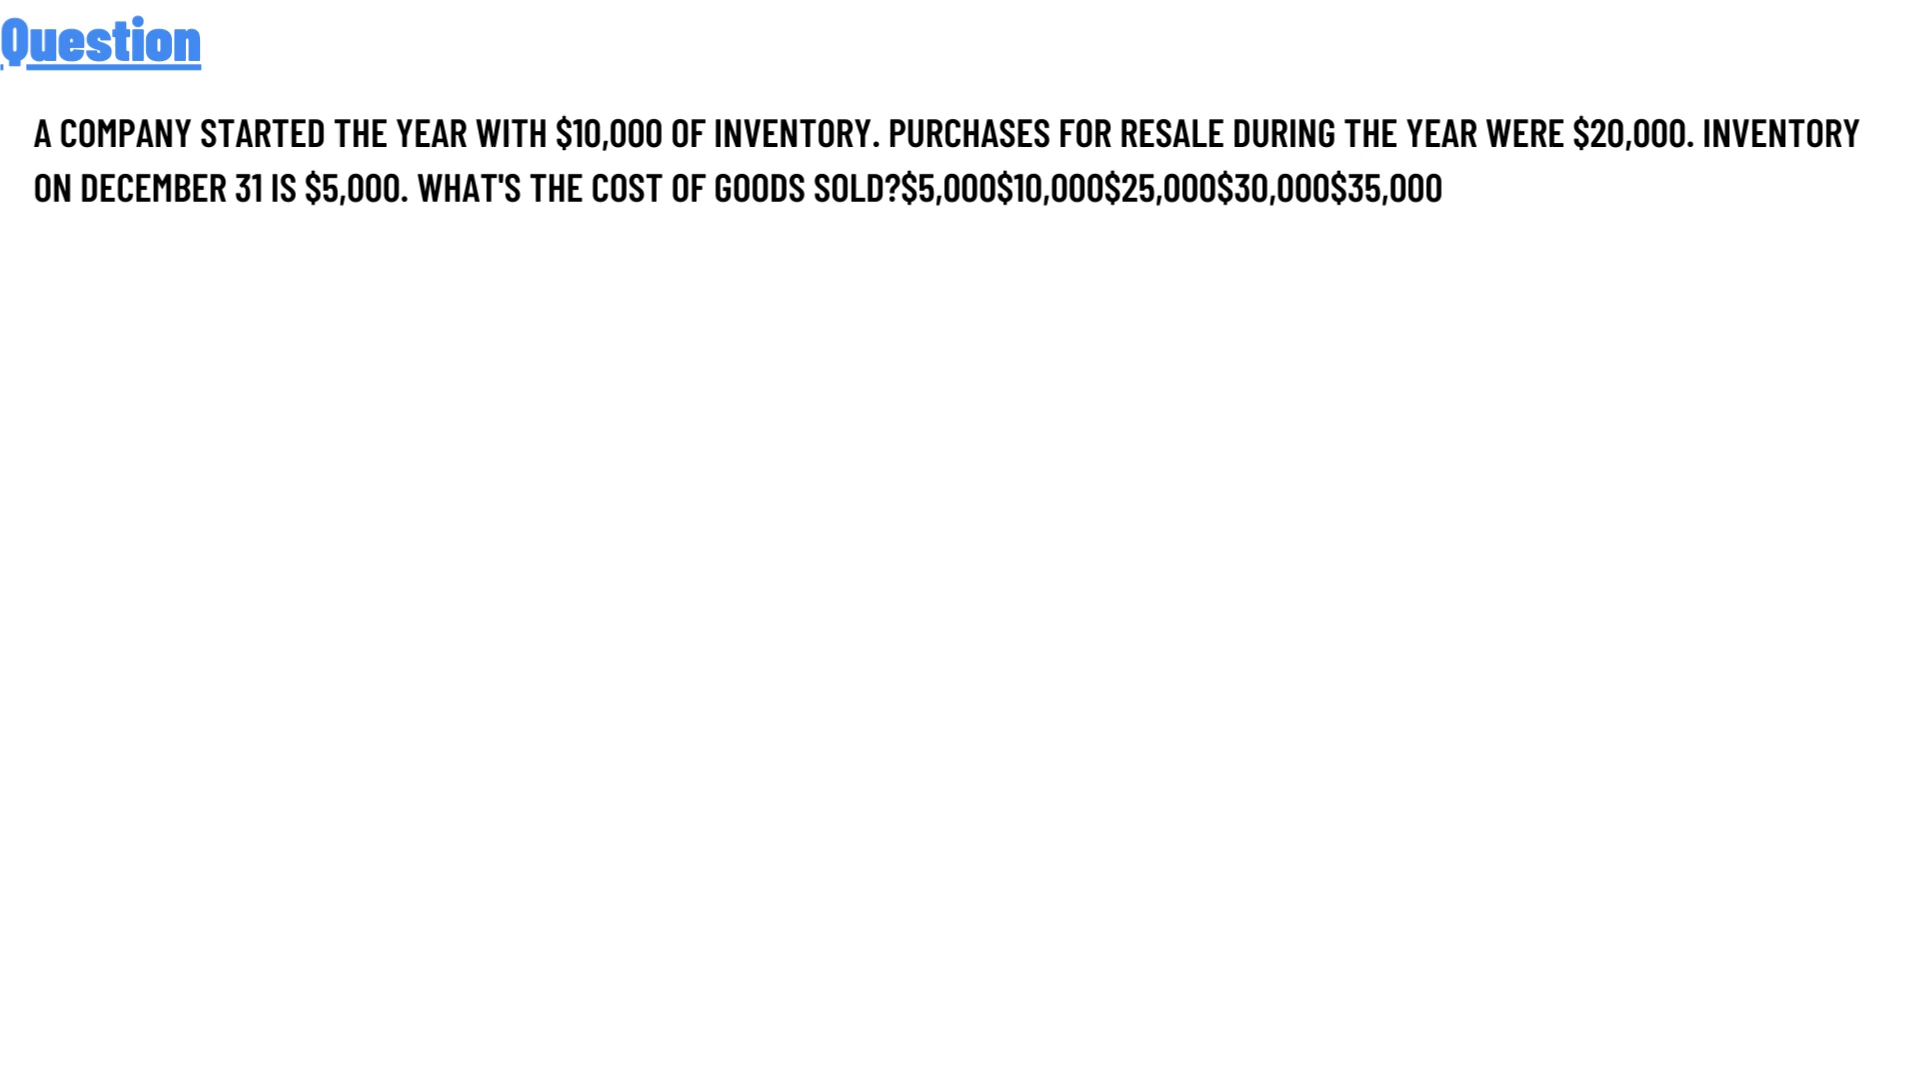 Question
A COMPANY STARTED THE YEAR WITH $10,000 OF INVENTORY. PURCHASES FOR RESALE DURING THE YEAR WERE $20,000. INVENTORY
ON DECEMBER 31 IS $5,000. WHAT'S THE COST OF GOODS SOLD?$5,000$10,000$25,000$30,000$35,000